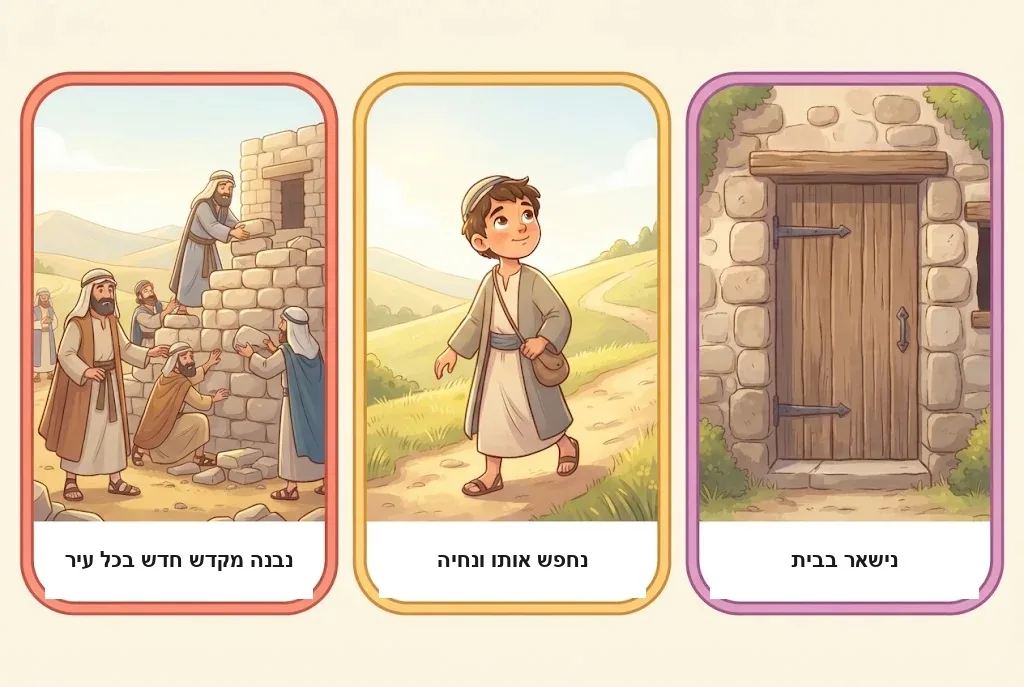 נבנה מקדש חדש בכל עיר
נחפש אותו ונחיה
נישאר בבית